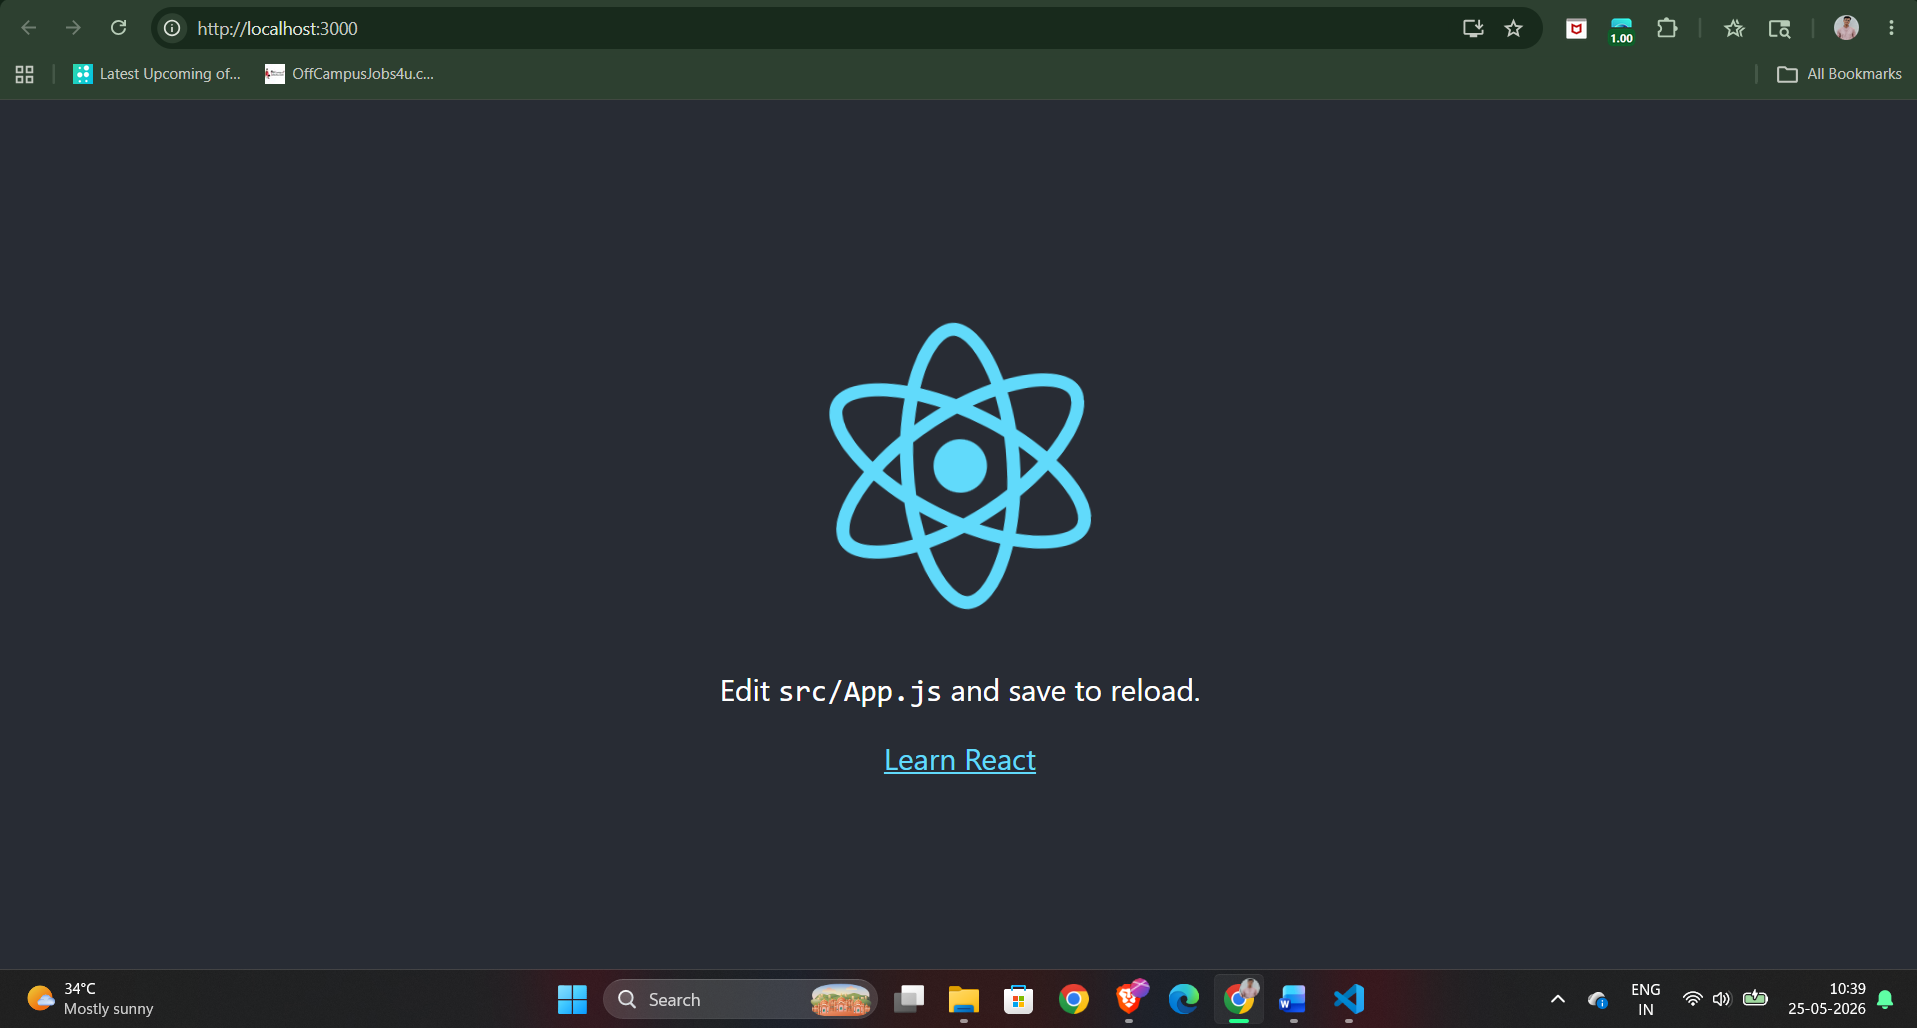 http://localhost:3000
1.00
Latest Upcoming of...
OffCampusJobs4u.c...
All Bookmarks
Edit src/App.js and save to reload.
Learn React
34°C
Mostly sunny
Search
ENG
IN
10:39
25-05-2026